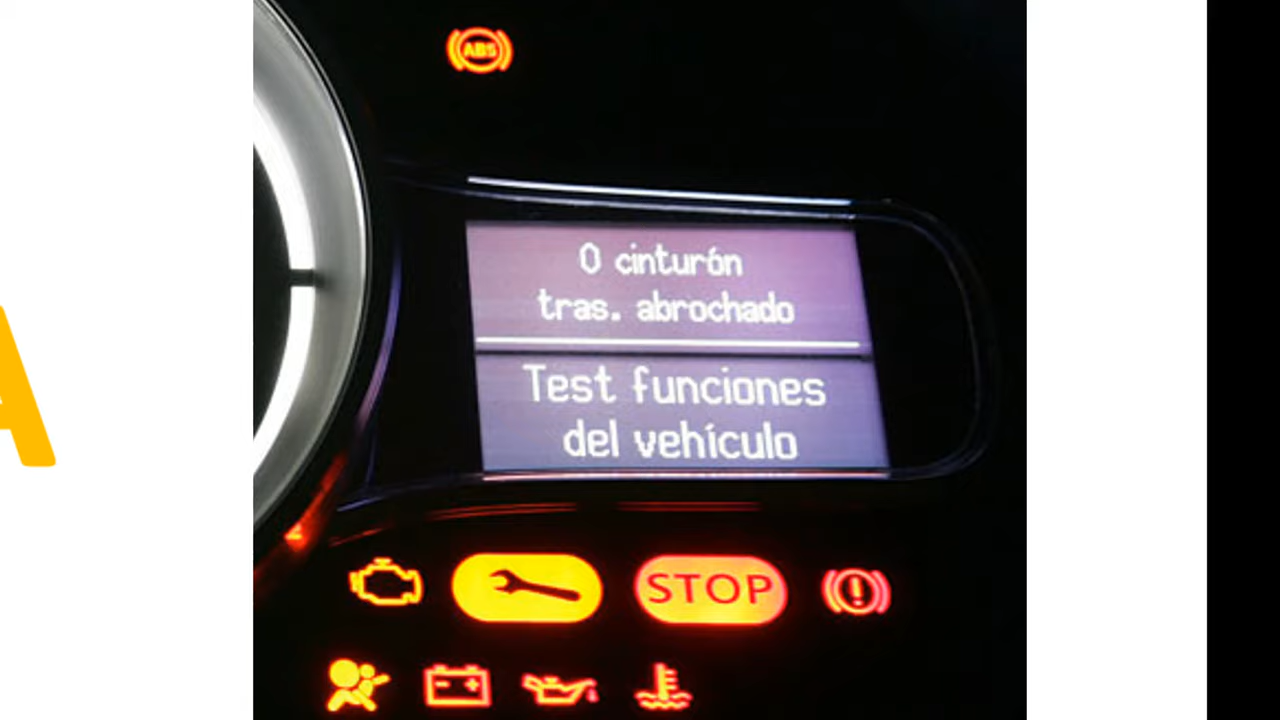 ABS
0 cinturón
tras. abrochado
Test funciones
del vehículo
STOP
A